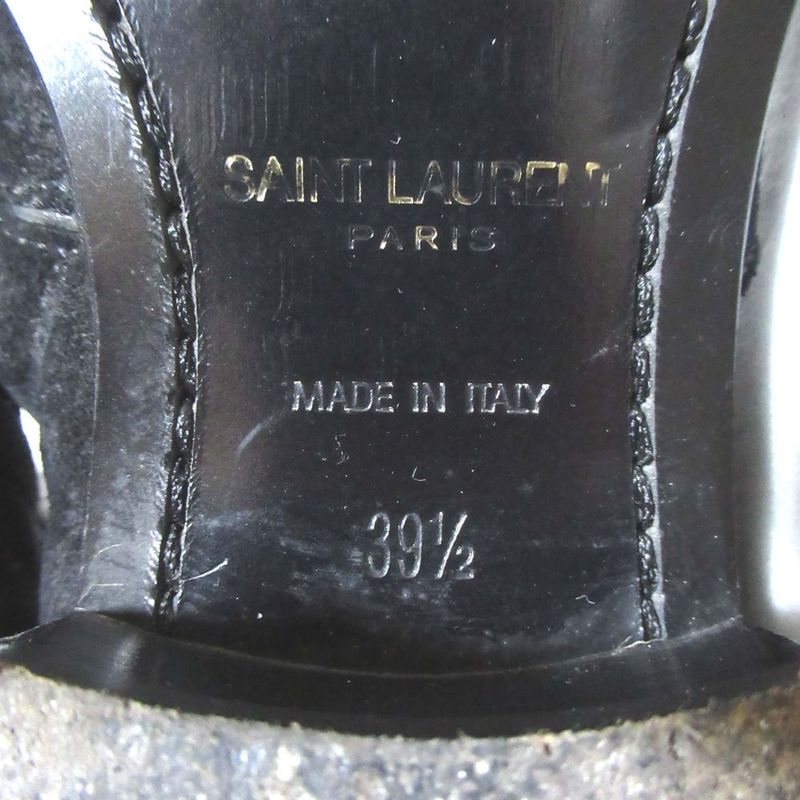 SAINT LAURENT
PARIS
MADE IN ITALY
39½